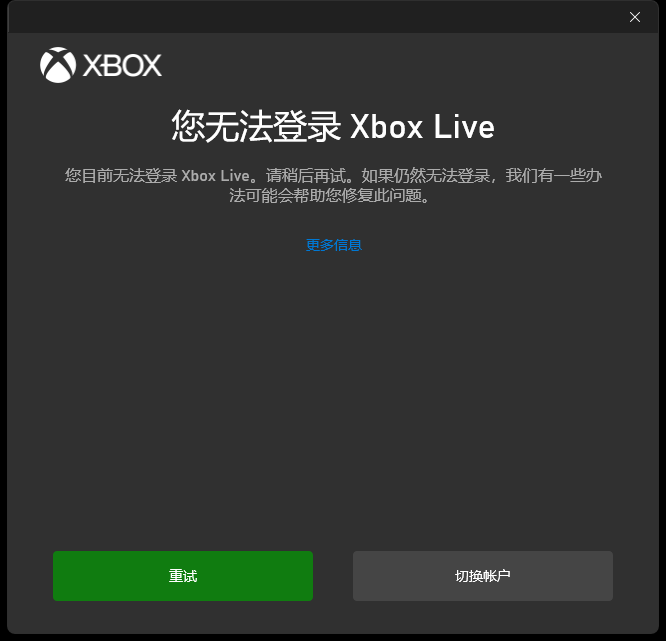 XBOX
您无法登录 Xbox Live
您目前无法登录 Xbox Live。请稍后再试。如果仍然无法登录，我们有一些办
法可能会帮助您修复此问题。
更多信息
重试
切换帐户